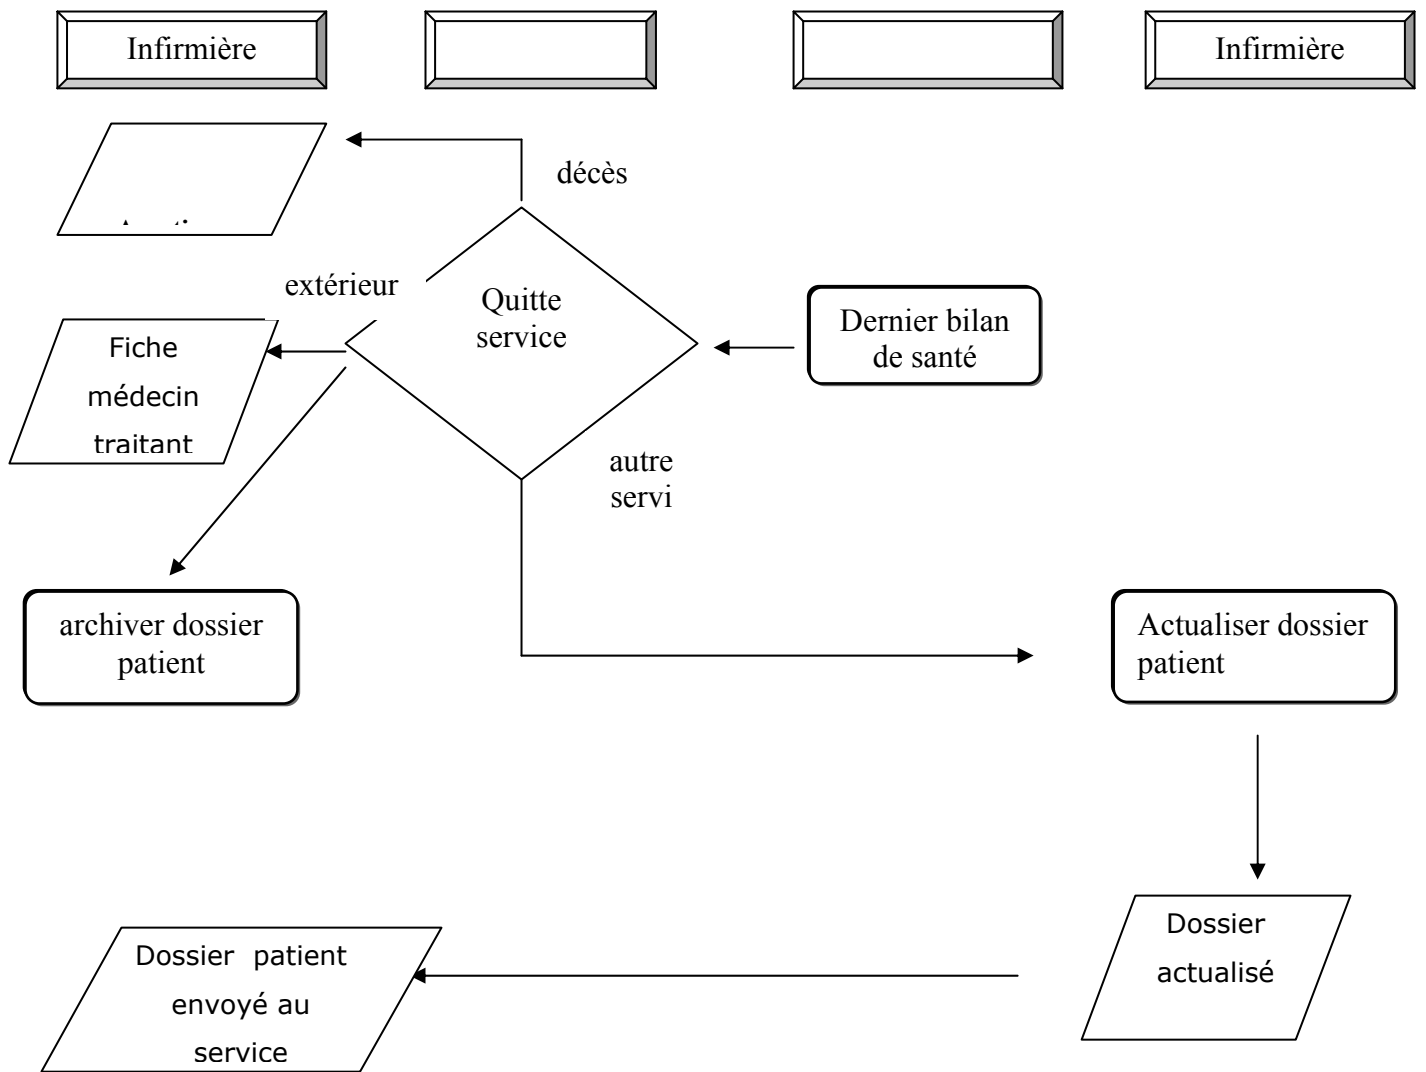 Infirmière
Infirmière
décès
extérieur
Quitte
service
Dernier bilan
de santé
Fiche
médecin
traitant
autre
servi
archiver dossier
patient
Actualiser dossier
patient
Dossier
actualisé
Dossier patient
envoyé au
service